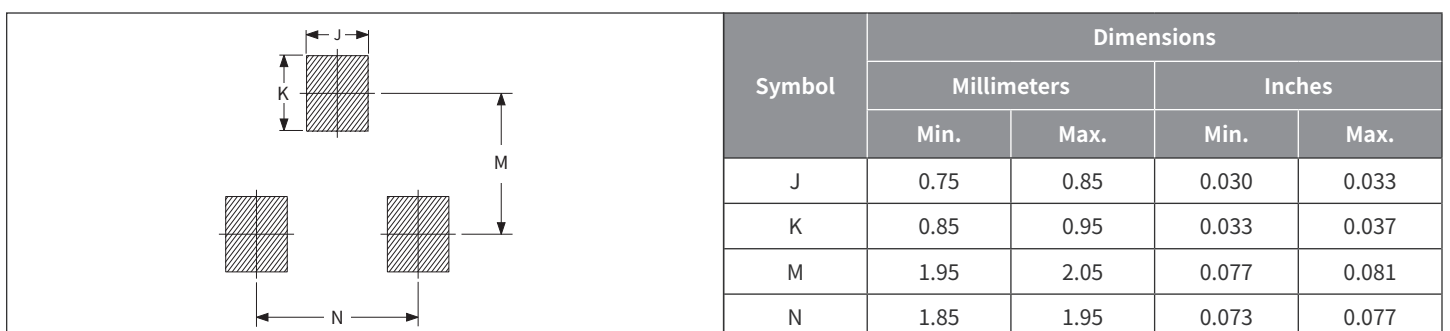 J
K
M
N
Dimensions
Symbol Millimeters Inches
Min. Max. Min. Max.
J 0.75 0.85 0.030 0.033
K 0.85 0.95 0.033 0.037
M 1.95 2.05 0.077 0.081
N 1.85 1.95 0.073 0.077